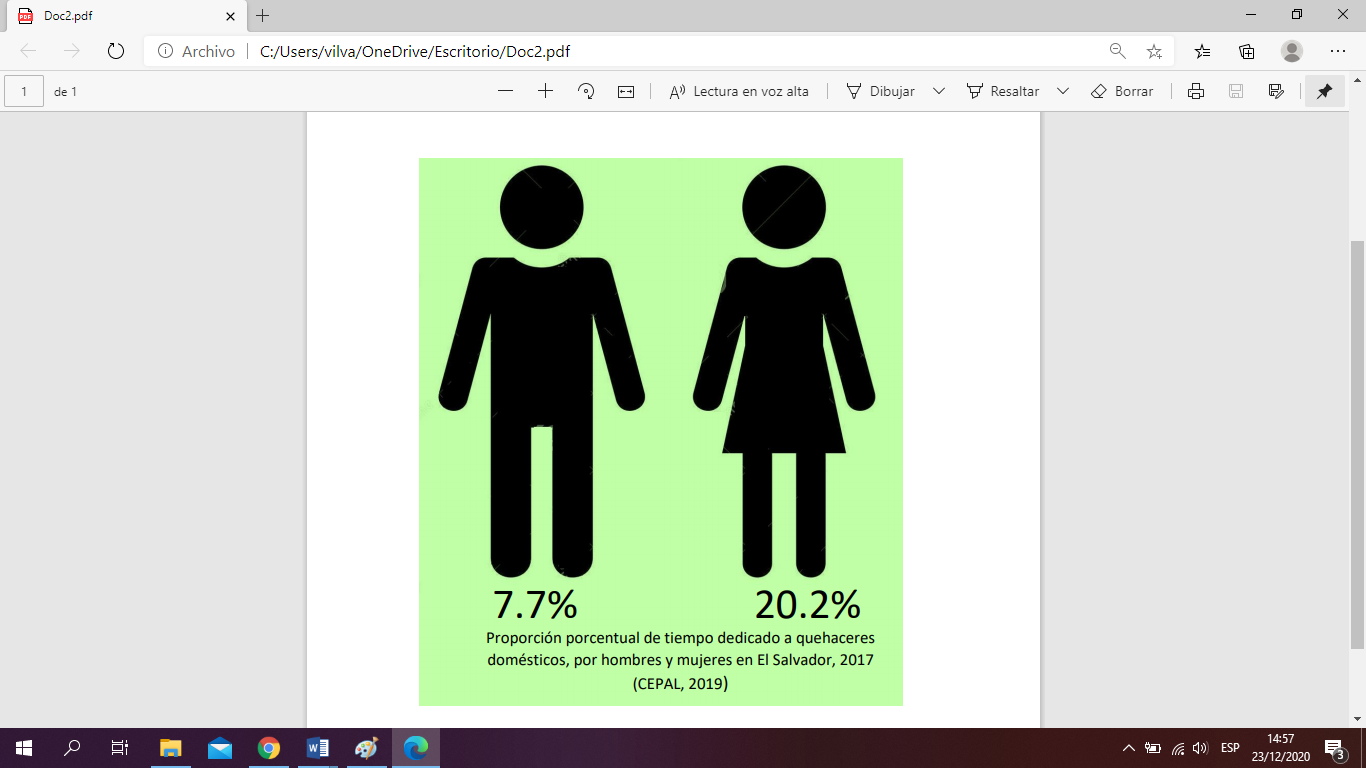 Doc2.pdf
Archivo
C:/Users/vilva/OneDrive/Escritorio/Doc2.pdf
1
de 1
Lectura en voz alta
Dibujar
Resaltar
Borrar
7.7%
20.2%
Proporción porcentual de tiempo dedicado a quehaceres
domésticos, por hombres y mujeres en El Salvador, 2017
(CEPAL, 2019)
ESP
14:57
23/12/2020
3